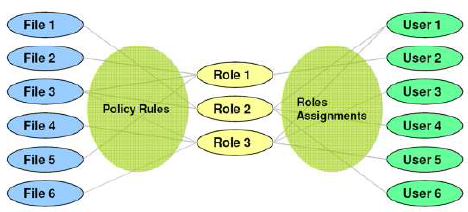 File 1
File 2
File 3
File 4
File 5
File 6
Policy Rules
Role 1
Role 2
Role 3
Roles
Assignments
User 1
User 2
User 3
User 4
User 5
User 6